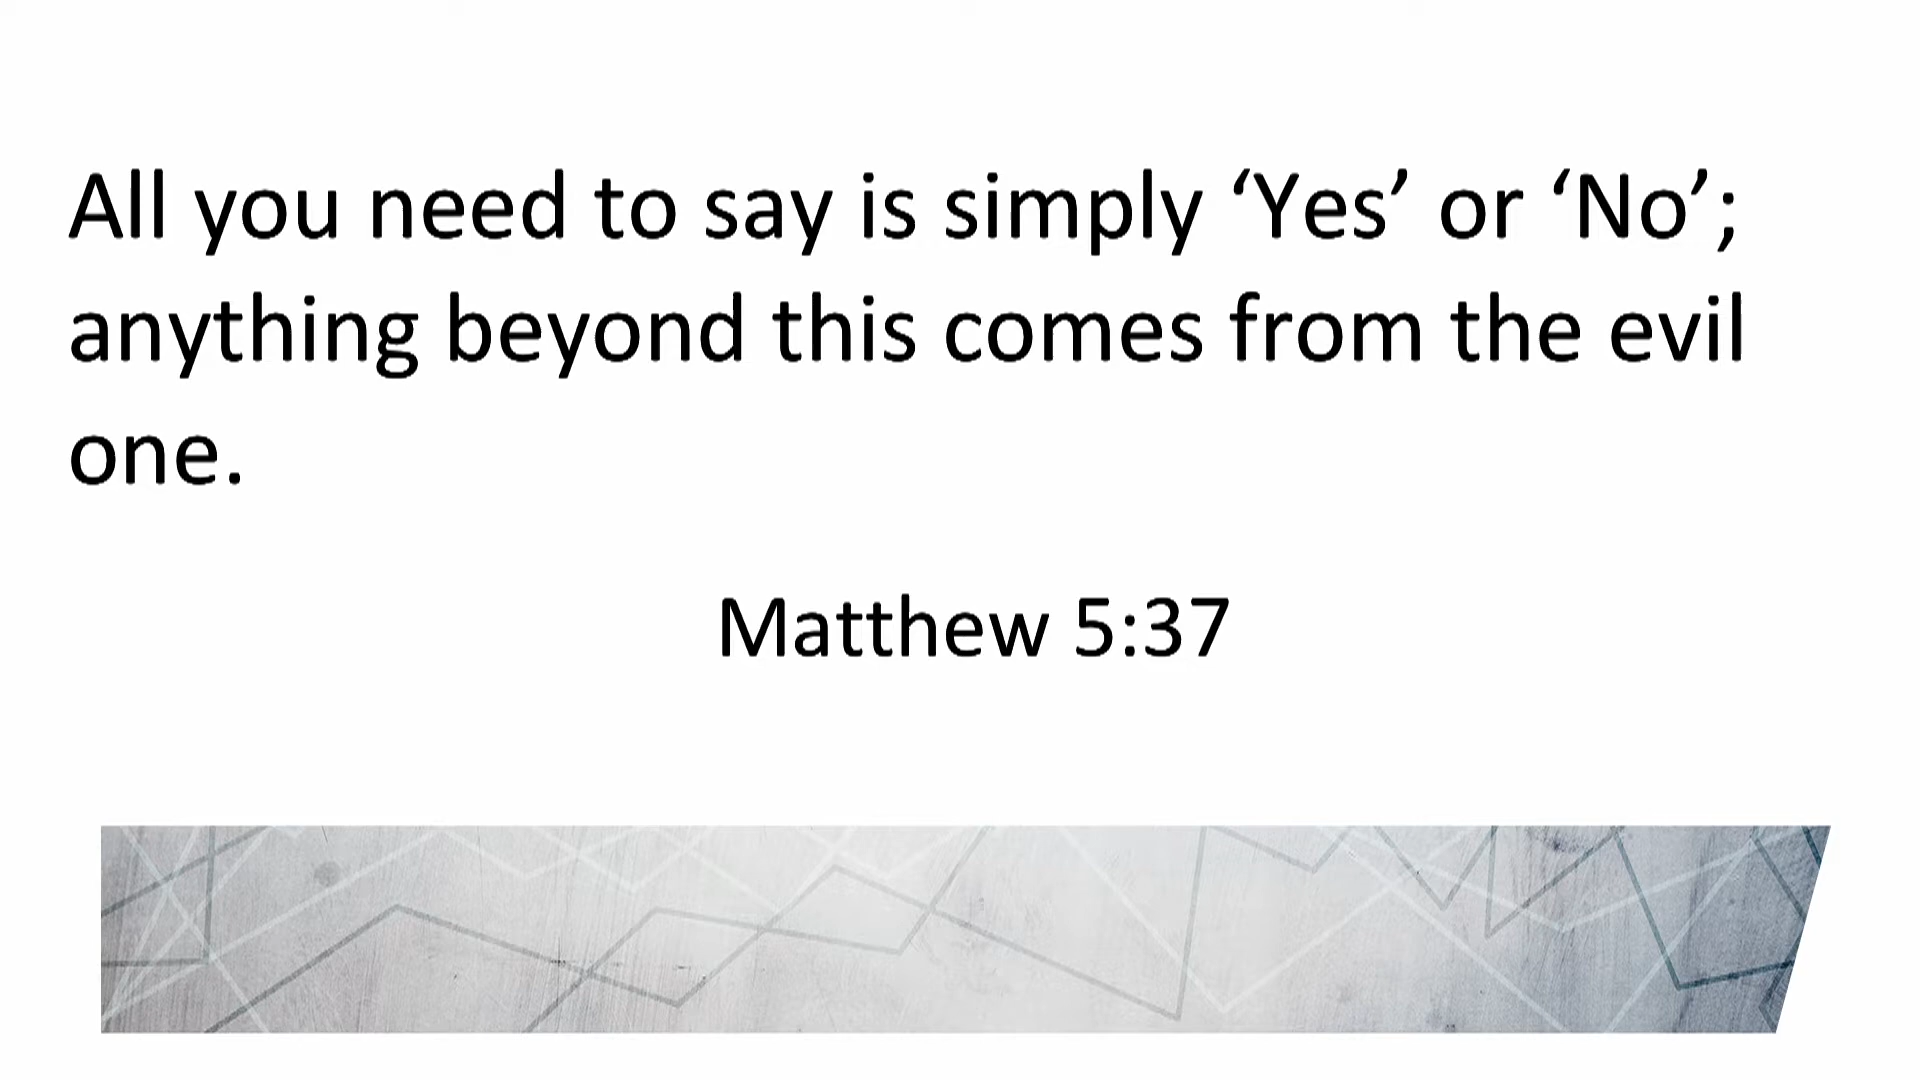 All you need to say is simply ‘Yes’ or ‘No’;
anything beyond this comes from the evil
one.
Matthew 5:37